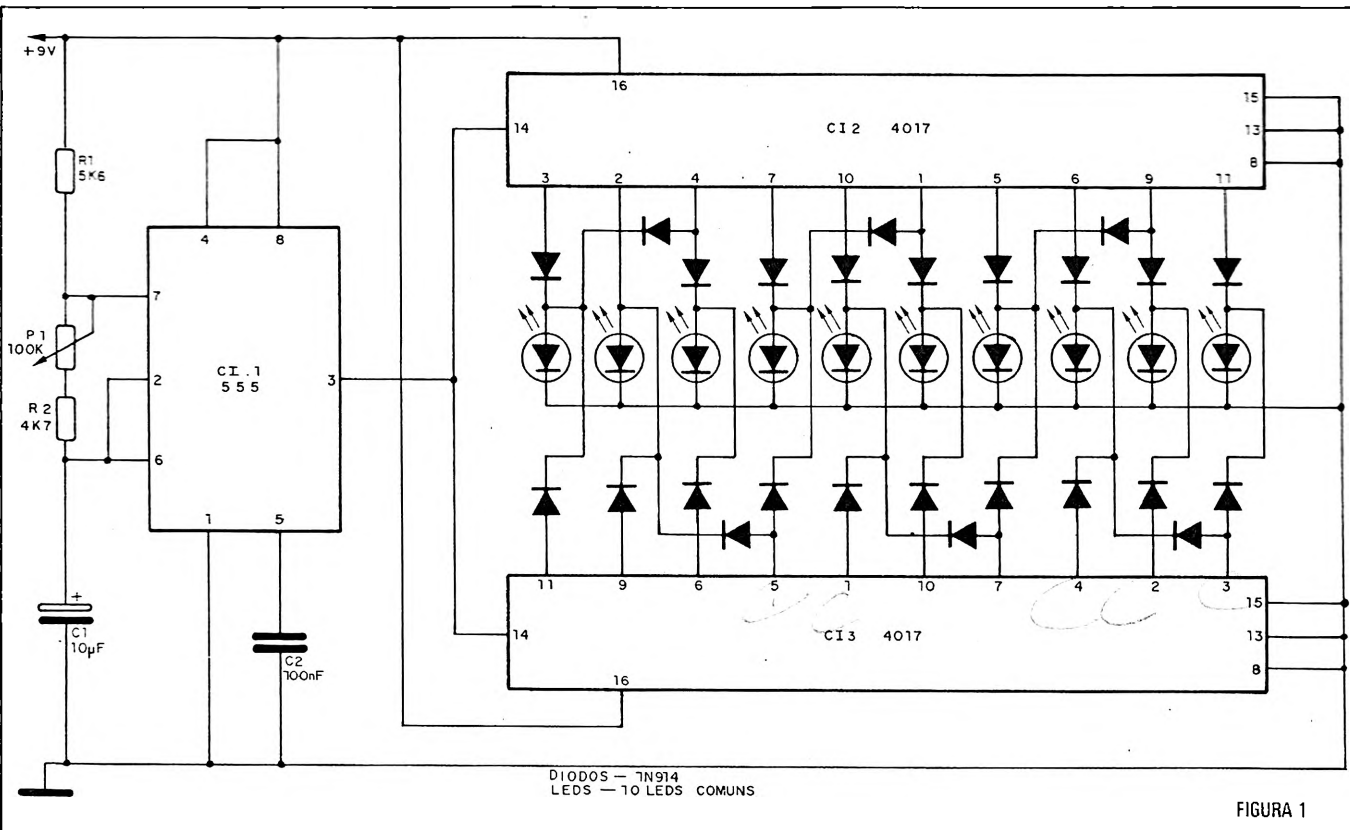 +9V
16
15
14
CI2 4017
13
8
3 2 4 7 10 1 5 6 9 11
R1
5K6
4 8
7
P1
100K
2
CI.1
555
3
R2
4K7
6
1 5
11 9 6 5 1 10 7 4 2 3
15
14
CI3 4017
13
8
16
+
C1
10µF
C2
100nF
DIODOS — 1N914
LEDS — 10 LEDS COMUNS
FIGURA 1